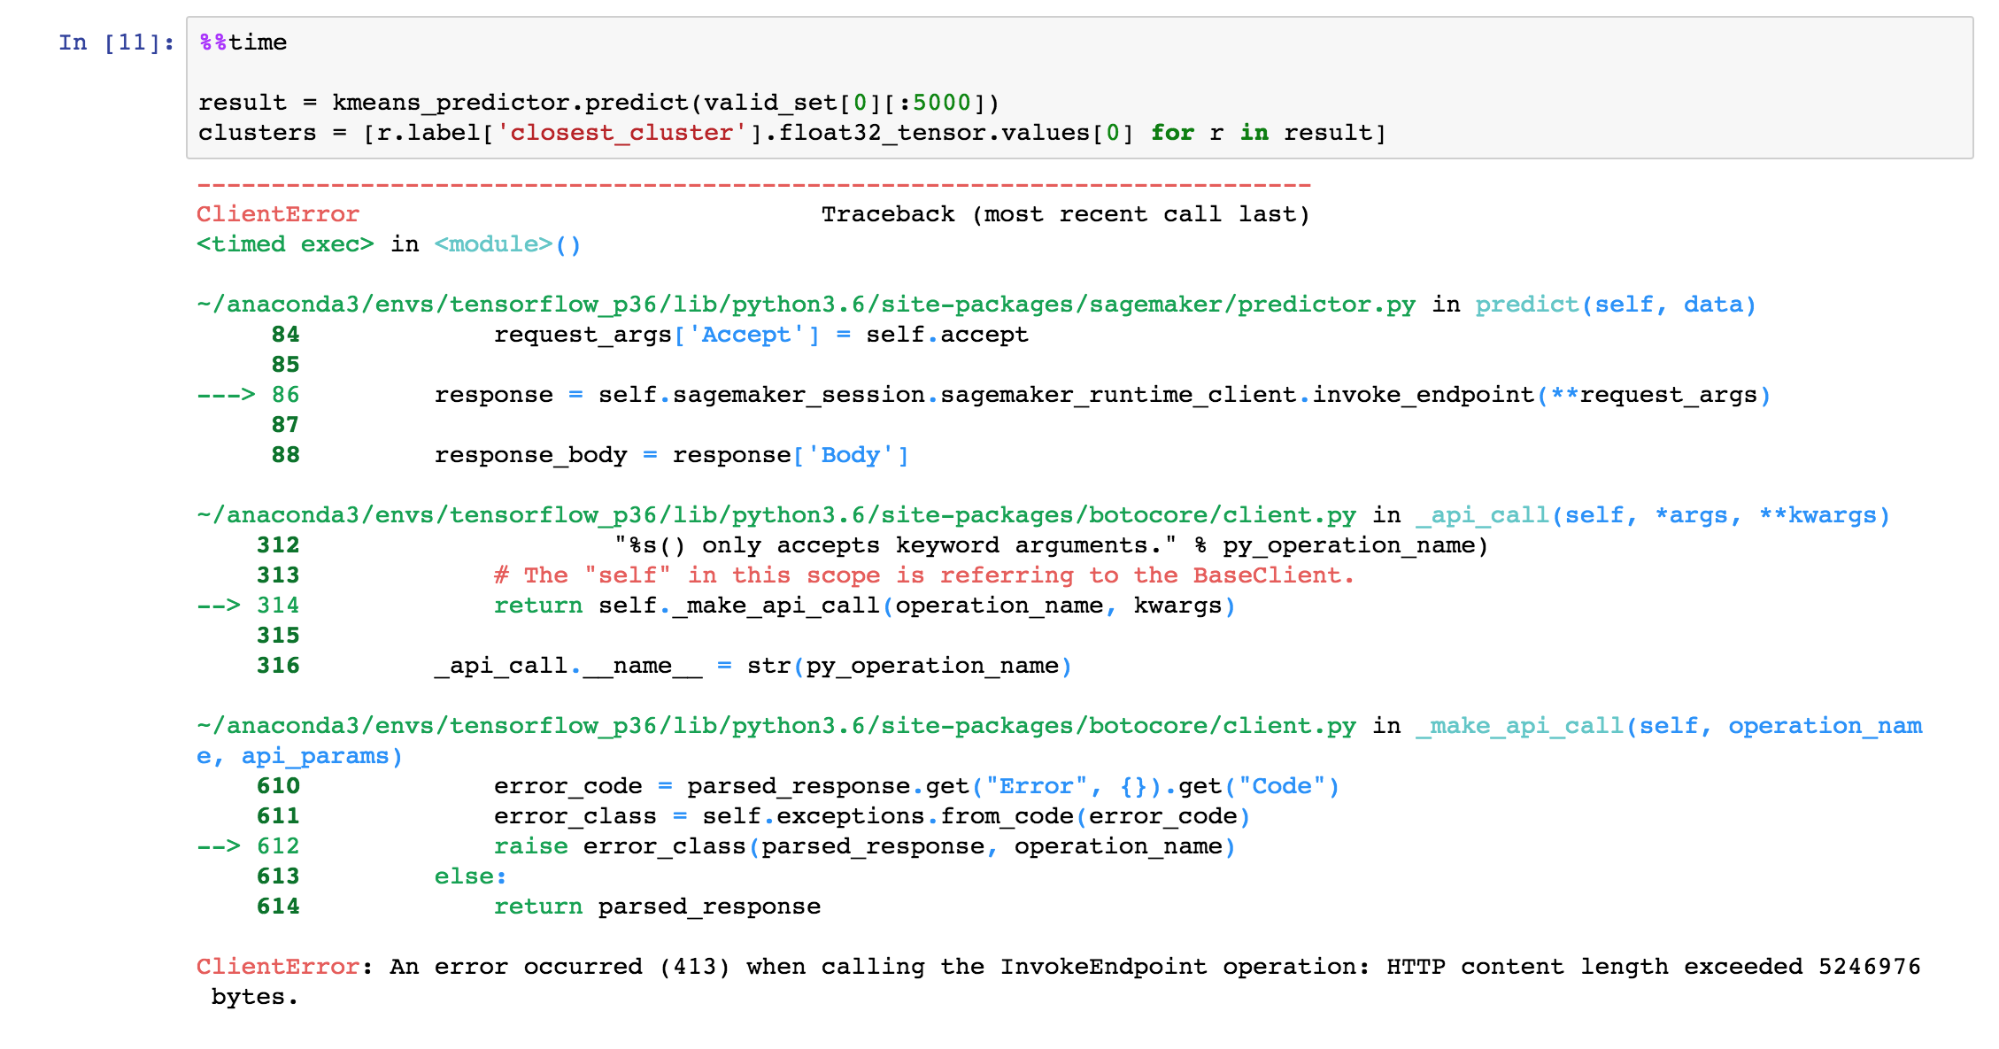 In [11]: %%time
result = kmeans_predictor.predict(valid_set[0][:5000])
clusters = [r.label['closest_cluster'].float32_tensor.values[0] for r in result]
---------------------------------------------------------------------------
ClientError                               Traceback (most recent call last)
<timed exec> in <module>()
~/anaconda3/envs/tensorflow_p36/lib/python3.6/site-packages/sagemaker/predictor.py in predict(self, data)
     84             request_args['Accept'] = self.accept
     85
---> 86         response = self.sagemaker_session.sagemaker_runtime_client.invoke_endpoint(**request_args)
     87
     88         response_body = response['Body']
~/anaconda3/envs/tensorflow_p36/lib/python3.6/site-packages/botocore/client.py in _api_call(self, *args, **kwargs)
    312                     "%s() only accepts keyword arguments." % py_operation_name)
    313             # The "self" in this scope is referring to the BaseClient.
--> 314             return self._make_api_call(operation_name, kwargs)
    315
    316         _api_call.__name__ = str(py_operation_name)
~/anaconda3/envs/tensorflow_p36/lib/python3.6/site-packages/botocore/client.py in _make_api_call(self, operation_nam
e, api_params)
    610             error_code = parsed_response.get("Error", {}).get("Code")
    611             error_class = self.exceptions.from_code(error_code)
--> 612             raise error_class(parsed_response, operation_name)
    613         else:
    614             return parsed_response
ClientError: An error occurred (413) when calling the InvokeEndpoint operation: HTTP content length exceeded 5246976
 bytes.